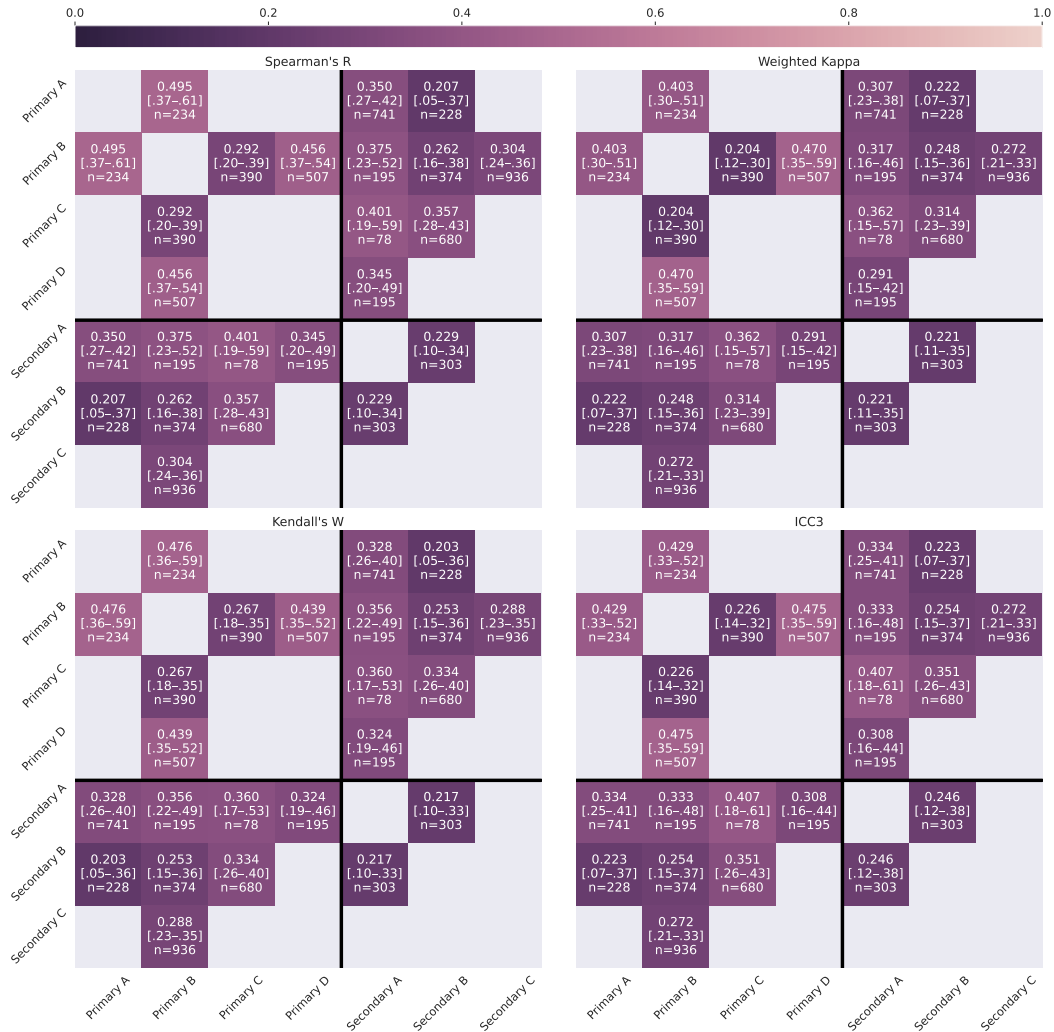 0.0 0.2 0.4 0.6 0.8 1.0
Spearman's R
Primary A
0.495 0.350 0.207
[.37–.61] [.27–.42] [.05–.37]
n=234 n=741 n=228
Primary B
0.495 0.292 0.456 0.375 0.262 0.304
[.37–.61] [.20–.39] [.37–.54] [.23–.52] [.16–.38] [.24–.36]
n=234 n=390 n=507 n=195 n=374 n=936
Primary C
0.292 0.401 0.357
[.20–.39] [.19–.59] [.28–.43]
n=390 n=78 n=680
Primary D
0.456 0.345
[.37–.54] [.20–.49]
n=507 n=195
Secondary A
0.350 0.375 0.401 0.345 0.229
[.27–.42] [.23–.52] [.19–.59] [.20–.49] [.10–.34]
n=741 n=195 n=78 n=195 n=303
Secondary B
0.207 0.262 0.357 0.229
[.05–.37] [.16–.38] [.28–.43] [.10–.34]
n=228 n=374 n=680 n=303
Secondary C
0.304
[.24–.36]
n=936
Weighted Kappa
0.403 0.307 0.222
[.30–.51] [.23–.38] [.07–.37]
n=234 n=741 n=228
0.403 0.204 0.470 0.317 0.248 0.272
[.30–.51] [.12–.30] [.35–.59] [.16–.46] [.15–.36] [.21–.33]
n=234 n=390 n=507 n=195 n=374 n=936
0.204 0.362 0.314
[.12–.30] [.15–.57] [.23–.39]
n=390 n=78 n=680
0.470 0.291
[.35–.59] [.15–.42]
n=507 n=195
0.307 0.317 0.362 0.291 0.221
[.23–.38] [.16–.46] [.15–.57] [.15–.42] [.11–.35]
n=741 n=195 n=78 n=195 n=303
0.222 0.248 0.314 0.221
[.07–.37] [.15–.36] [.23–.39] [.11–.35]
n=228 n=374 n=680 n=303
0.272
[.21–.33]
n=936
Kendall's W
Primary A
0.476 0.328 0.203
[.36–.59] [.26–.40] [.05–.36]
n=234 n=741 n=228
Primary B
0.476 0.267 0.439 0.356 0.253 0.288
[.36–.59] [.18–.35] [.35–.52] [.22–.49] [.15–.36] [.23–.35]
n=234 n=390 n=507 n=195 n=374 n=936
Primary C
0.267 0.360 0.334
[.18–.35] [.17–.53] [.26–.40]
n=390 n=78 n=680
Primary D
0.439 0.324
[.35–.52] [.19–.46]
n=507 n=195
Secondary A
0.328 0.356 0.360 0.324 0.217
[.26–.40] [.22–.49] [.17–.53] [.19–.46] [.10–.33]
n=741 n=195 n=78 n=195 n=303
Secondary B
0.203 0.253 0.334 0.217
[.05–.36] [.15–.36] [.26–.40] [.10–.33]
n=228 n=374 n=680 n=303
Secondary C
0.288
[.23–.35]
n=936
Primary A Primary B Primary C Primary D Secondary A Secondary B Secondary C
ICC3
0.429 0.334 0.223
[.33–.52] [.25–.41] [.07–.37]
n=234 n=741 n=228
0.429 0.226 0.475 0.333 0.254 0.272
[.33–.52] [.14–.32] [.35–.59] [.16–.48] [.15–.37] [.21–.33]
n=234 n=390 n=507 n=195 n=374 n=936
0.226 0.407 0.351
[.14–.32] [.18–.61] [.26–.43]
n=390 n=78 n=680
0.475 0.308
[.35–.59] [.16–.44]
n=507 n=195
0.334 0.333 0.407 0.308 0.246
[.25–.41] [.16–.48] [.18–.61] [.16–.44] [.12–.38]
n=741 n=195 n=78 n=195 n=303
0.223 0.254 0.351 0.246
[.07–.37] [.15–.37] [.26–.43] [.12–.38]
n=228 n=374 n=680 n=303
0.272
[.21–.33]
n=936
Primary A Primary B Primary C Primary D Secondary A Secondary B Secondary C